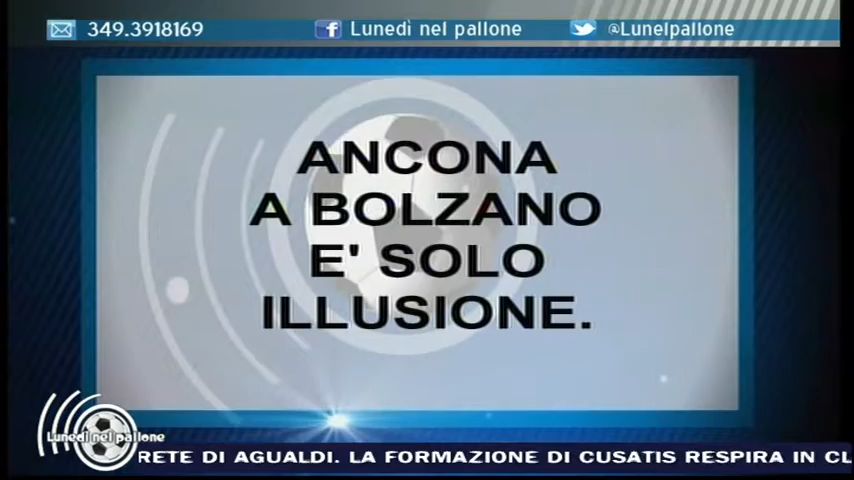 349.3918169 Lunedì nel pallone @Lunelpallone
ANCONA
A BOLZANO
E' SOLO
ILLUSIONE.
Lunedì nel pallone
RETE DI AGUALDI. LA FORMAZIONE DI CUSATIS RESPIRA IN CL